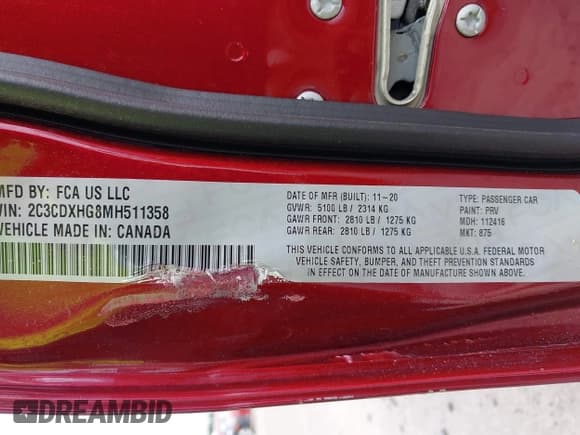 MFD BY: FCA US LLC
VIN: 2C3CDXHG8MH511358
VEHICLE MADE IN: CANADA
DATE OF MFR (BUILT): 11-20
GVWR: 5100 LB / 2314 KG
GAWR FRONT: 2810 LB / 1275 KG
GAWR REAR: 2810 LB / 1275 KG
TYPE: PASSENGER CAR
PAINT: PRV
MDH: 112416
MKT: 875
THIS VEHICLE CONFORMS TO ALL APPLICABLE U.S.A. FEDERAL MOTOR
VEHICLE SAFETY, BUMPER, AND THEFT PREVENTION STANDARDS
IN EFFECT ON THE DATE OF MANUFACTURE SHOWN ABOVE.
DREAMBID